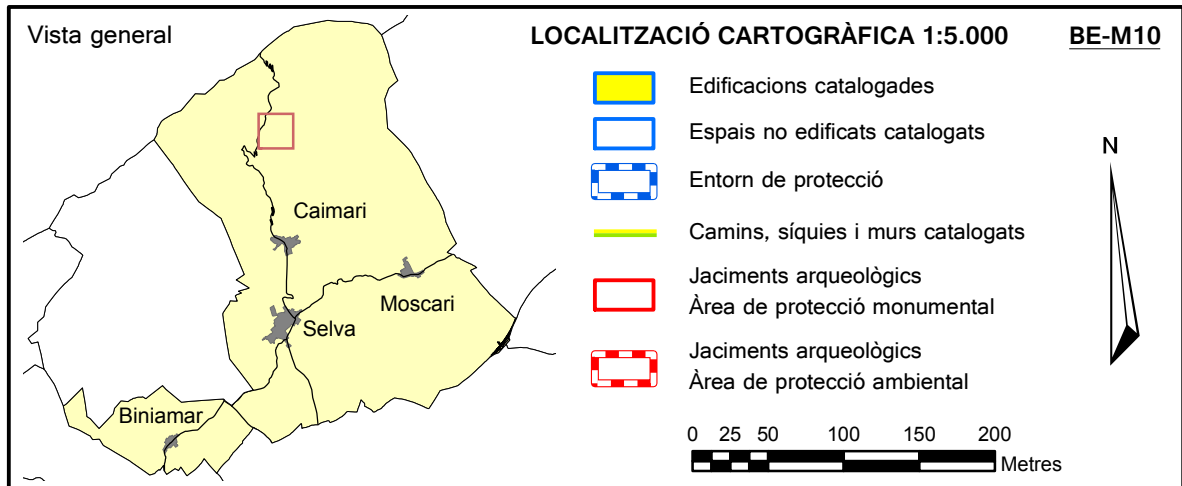 Vista general
LOCALITZACIÓ CARTOGRÀFICA 1:5.000
BE-M10
Edificacions catalogades
Espais no edificats catalogats
Entorn de protecció
Camins, síquies i murs catalogats
Jaciments arqueològics
Àrea de protecció monumental
Jaciments arqueològics
Àrea de protecció ambiental
N
Caimari
Moscari
Selva
Biniamar
0 25 50 100 150 200
Metres